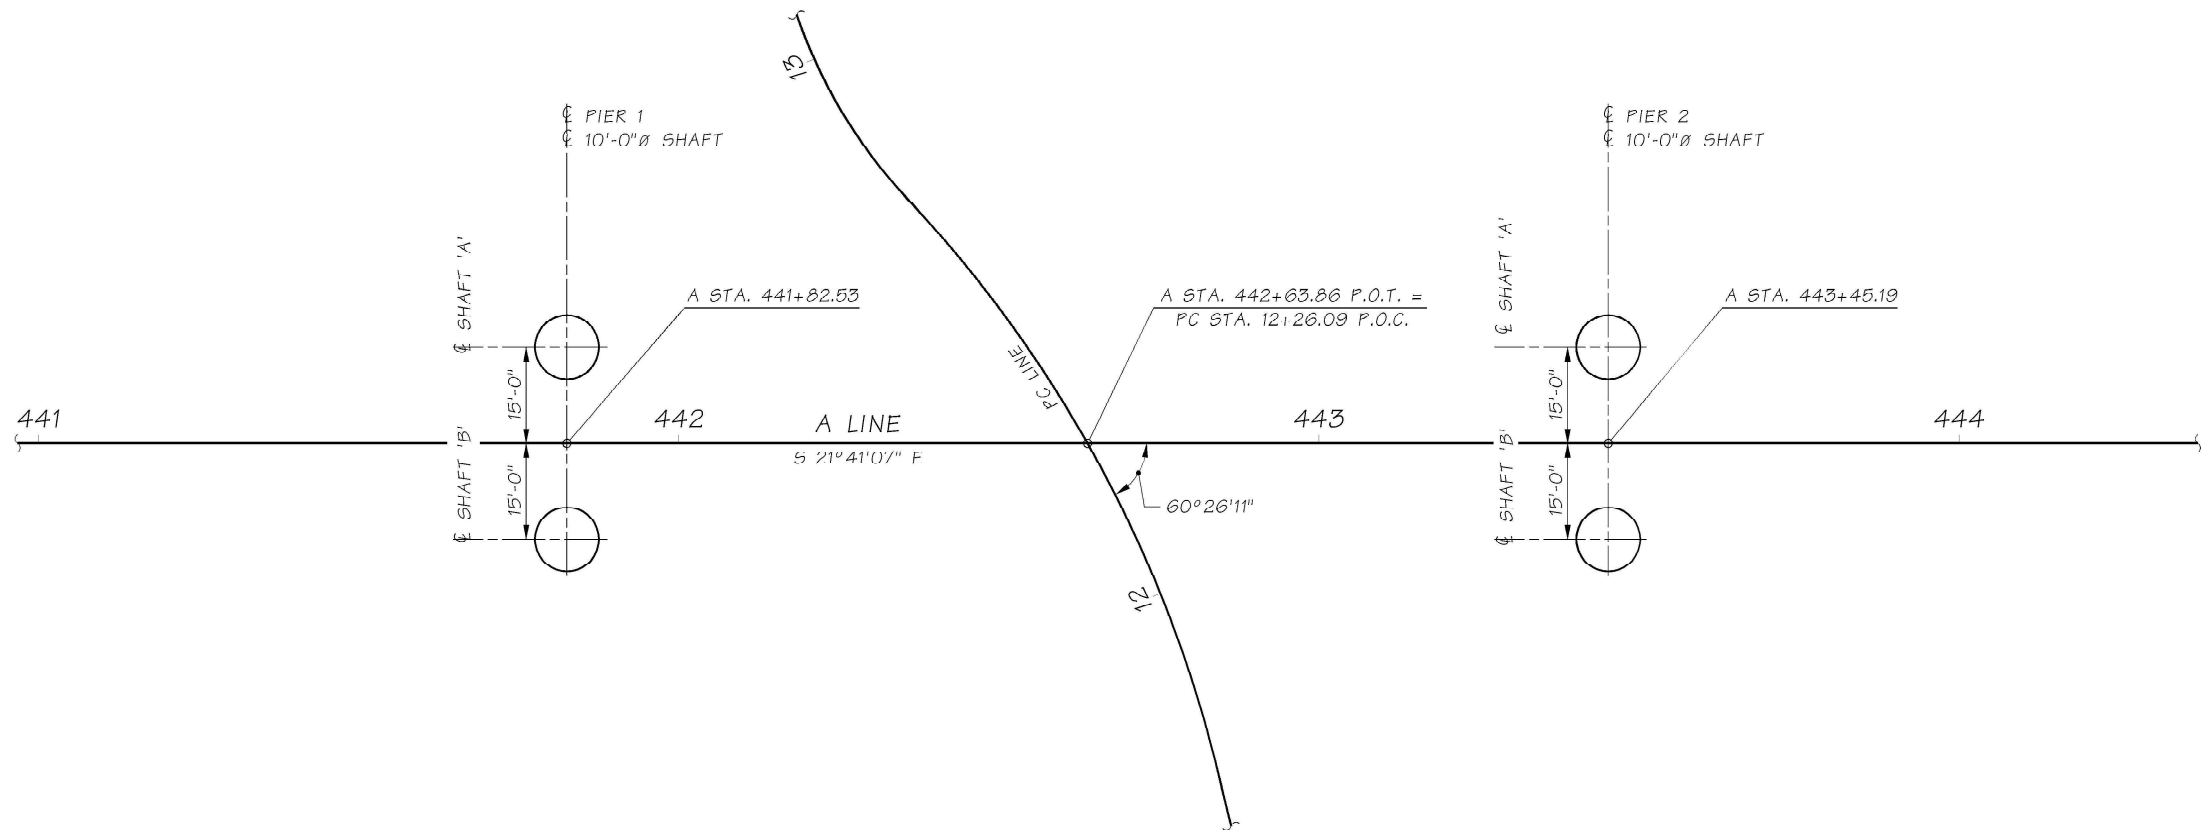 13
℄ PIER 1
℄ 10'-0"Ø SHAFT
℄ PIER 2
℄ 10'-0"Ø SHAFT
℄ SHAFT 'A'
℄ SHAFT 'A'
A STA. 441+82.53
A STA. 442+63.86 P.O.T. =
PC STA. 12+26.09 P.O.C.
A STA. 443+45.19
PC LINE
15'-0"
15'-0"
441
442
A LINE
443
444
S 21°41'07" E
℄ SHAFT 'B'
15'-0"
60°26'11"
℄ SHAFT 'B'
15'-0"
12